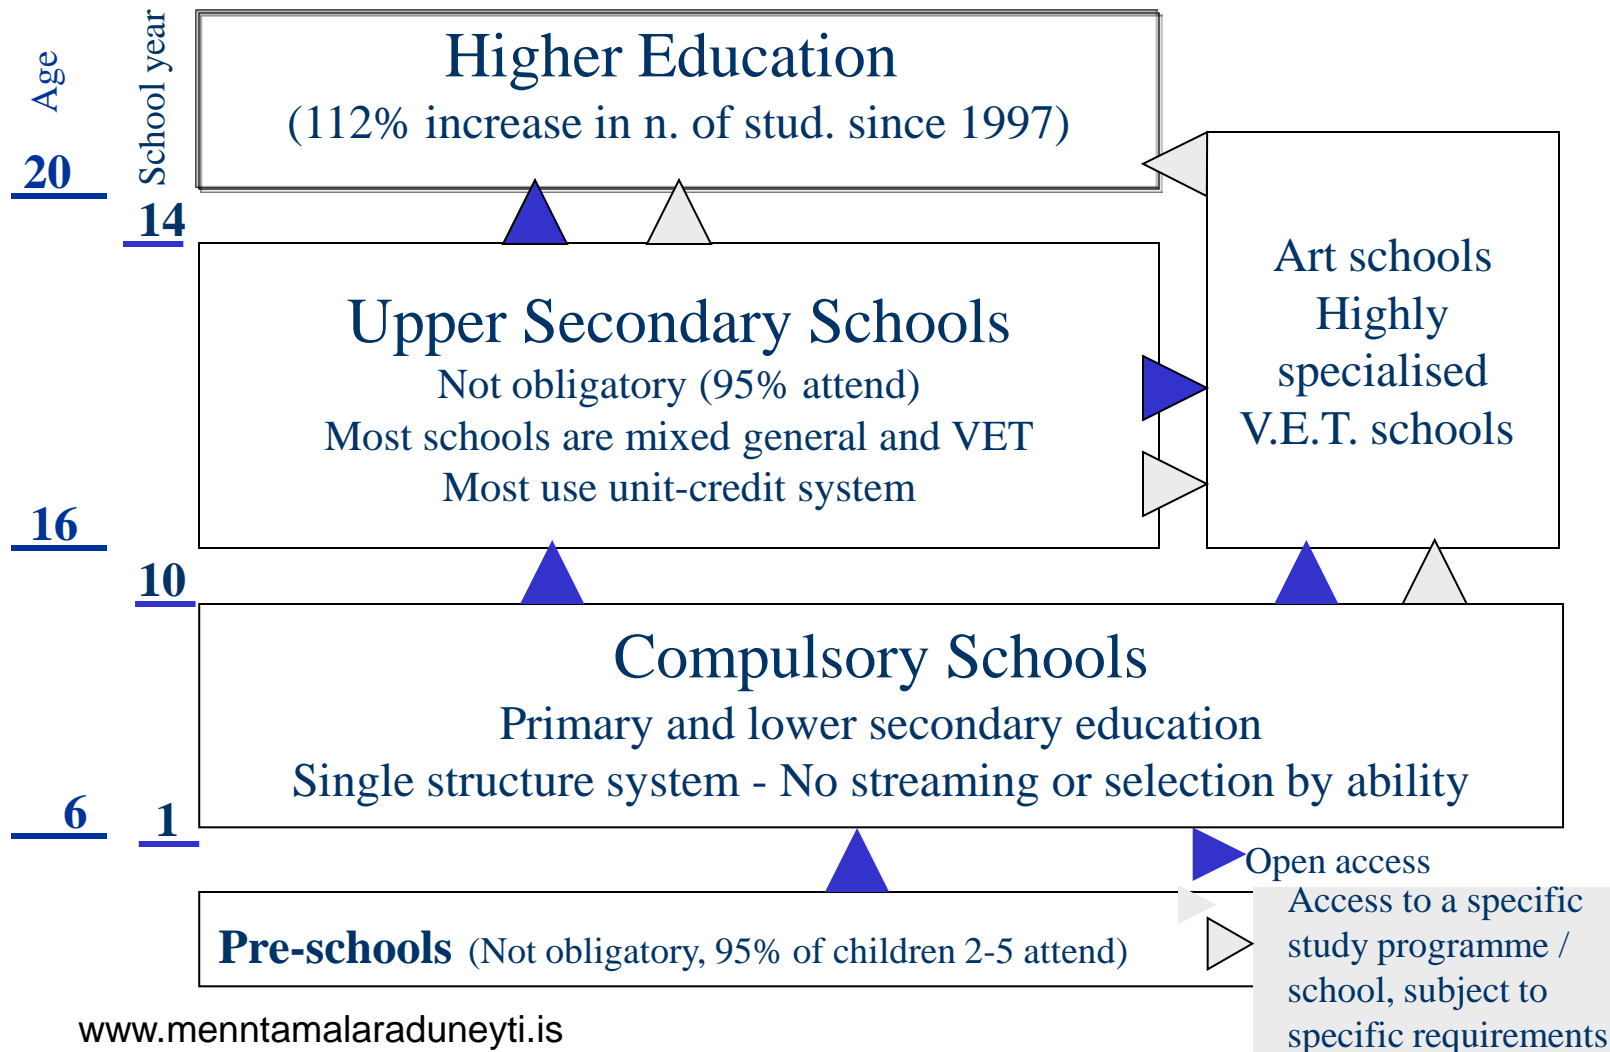 Age
School year
Higher Education
(112% increase in n. of stud. since 1997)
20
14
Upper Secondary Schools
Not obligatory (95% attend)
Most schools are mixed general and VET
Most use unit-credit system
Art schools
Highly
specialised
V.E.T. schools
16
10
Compulsory Schools
Primary and lower secondary education
Single structure system - No streaming or selection by ability
6
1
Open access
Access to a specific
study programme /
school, subject to
specific requirements
Pre-schools (Not obligatory, 95% of children 2-5 attend)
www.menntamalaraduneyti.is